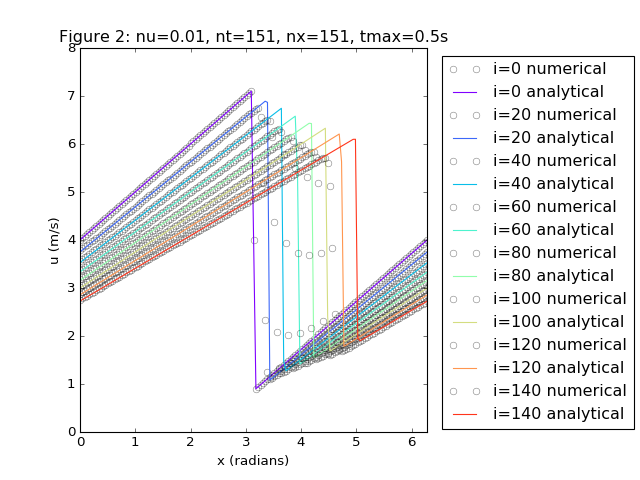 Figure 2: nu=0.01, nt=151, nx=151, tmax=0.5s
8
7
6
5
4
3
2
1
0
u (m/s)
0 1 2 3 4 5 6
x (radians)
i=0 numerical
i=0 analytical
i=20 numerical
i=20 analytical
i=40 numerical
i=40 analytical
i=60 numerical
i=60 analytical
i=80 numerical
i=80 analytical
i=100 numerical
i=100 analytical
i=120 numerical
i=120 analytical
i=140 numerical
i=140 analytical